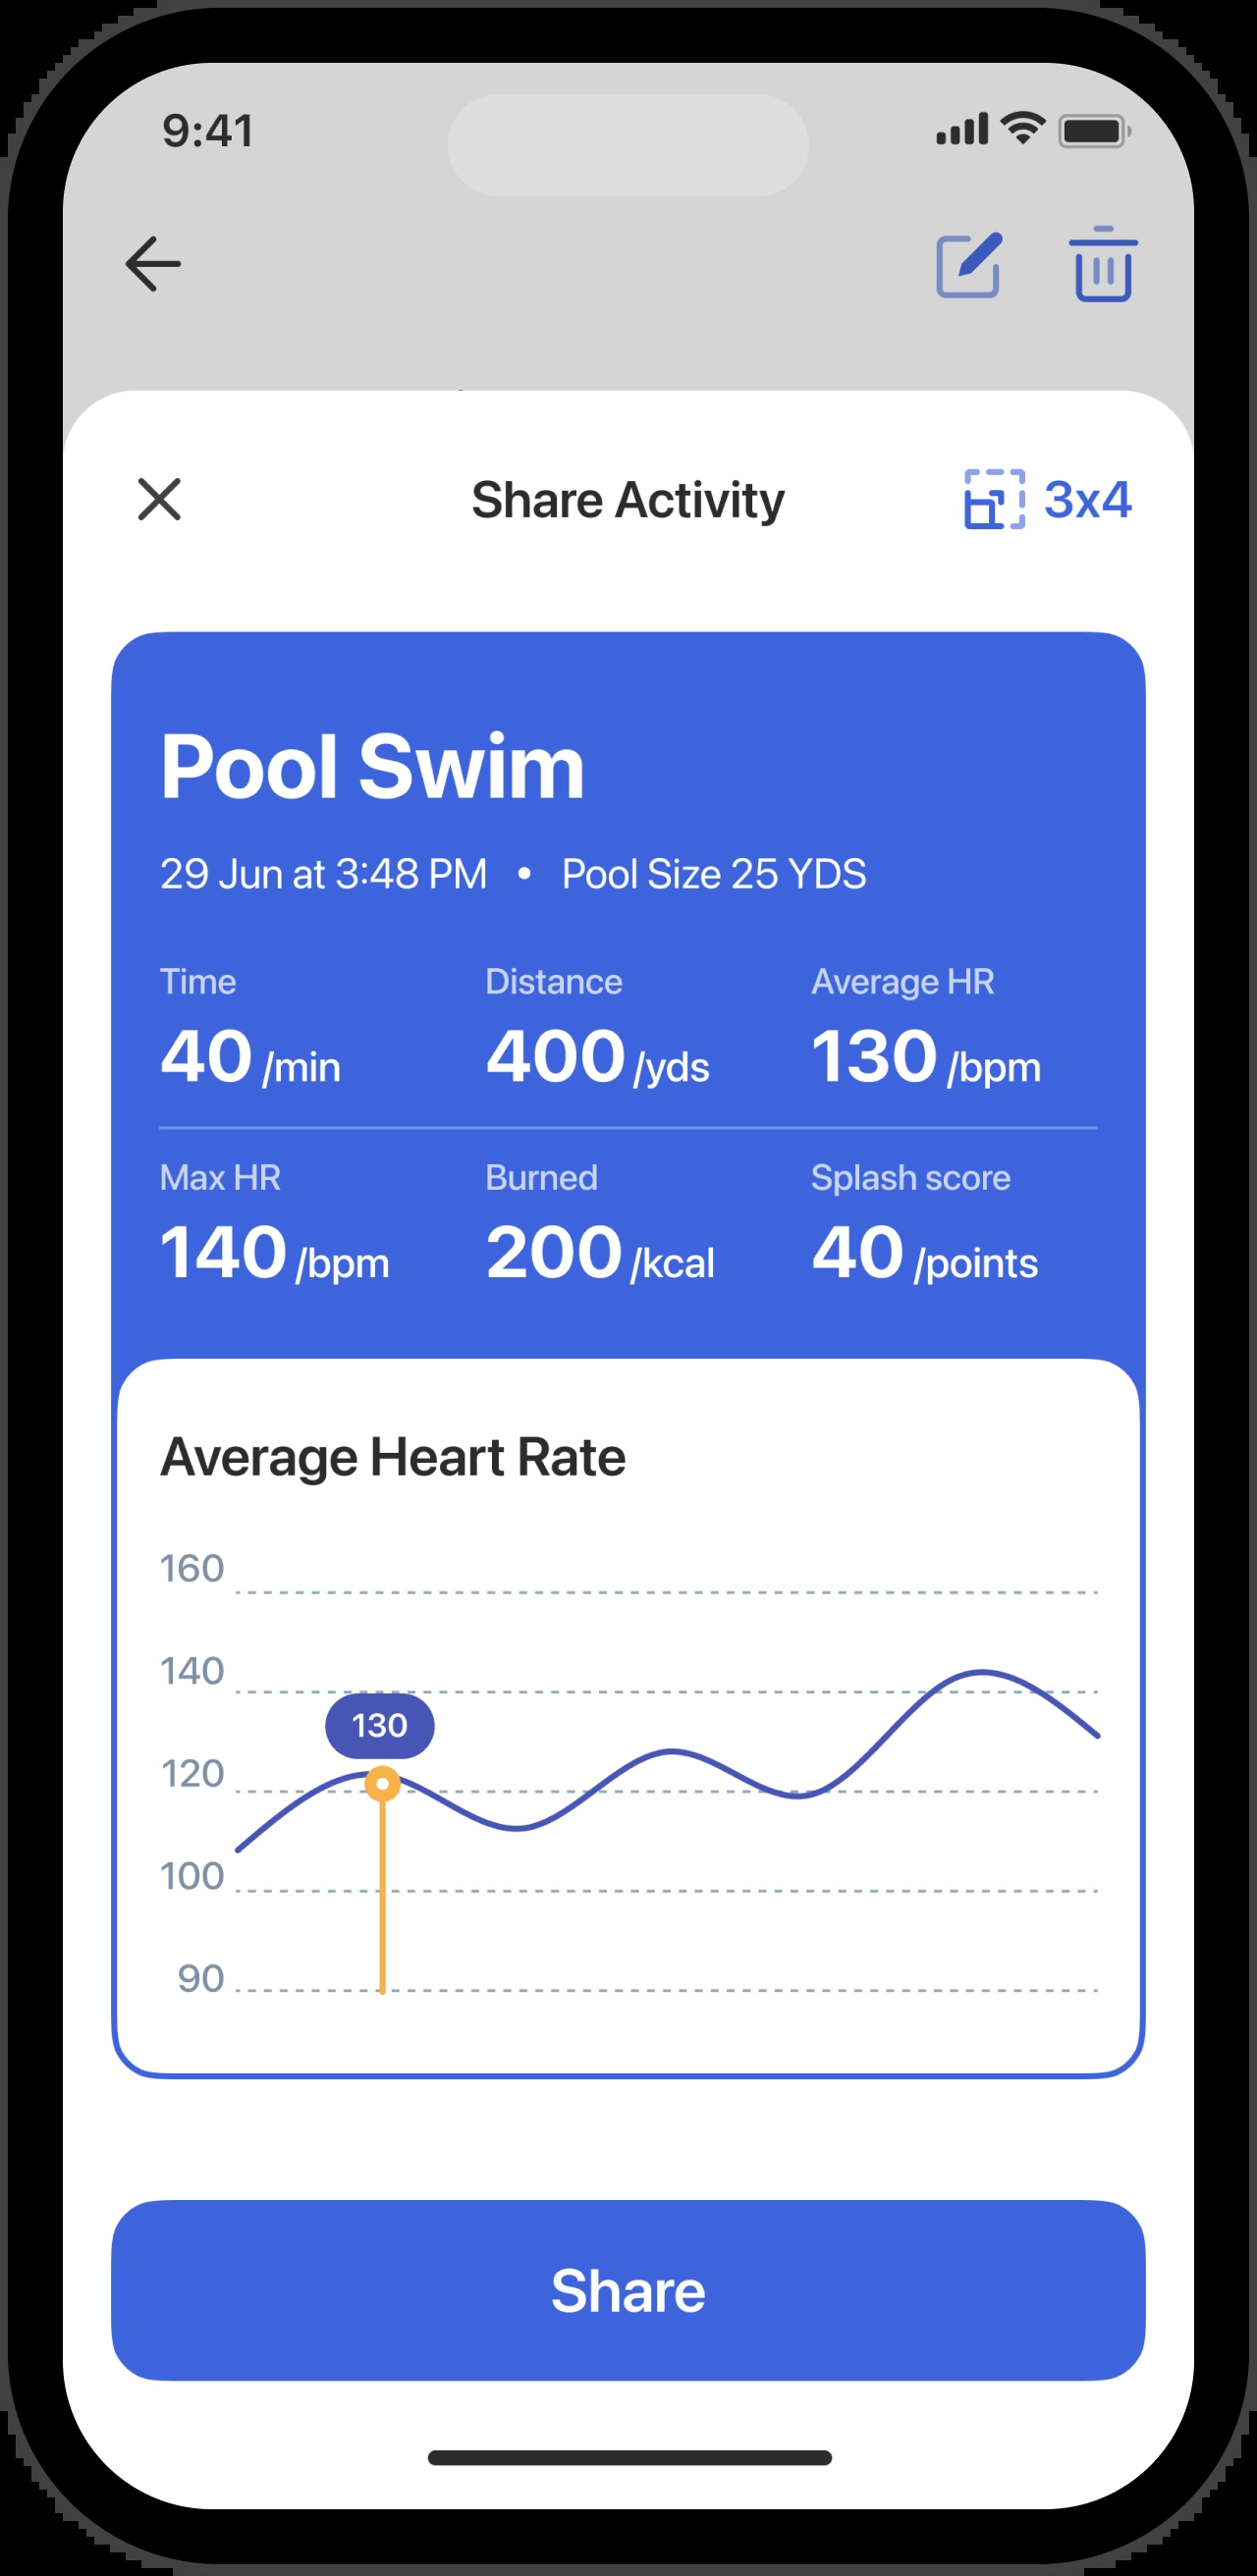 9:41
Share Activity 3x4
Pool Swim
29 Jun at 3:48 PM • Pool Size 25 YDS
Time Distance Average HR
40 /min 400 /yds 130 /bpm
Max HR Burned Splash score
140 /bpm 200 /kcal 40 /points
Average Heart Rate
160
140
130
120
100
90
Share